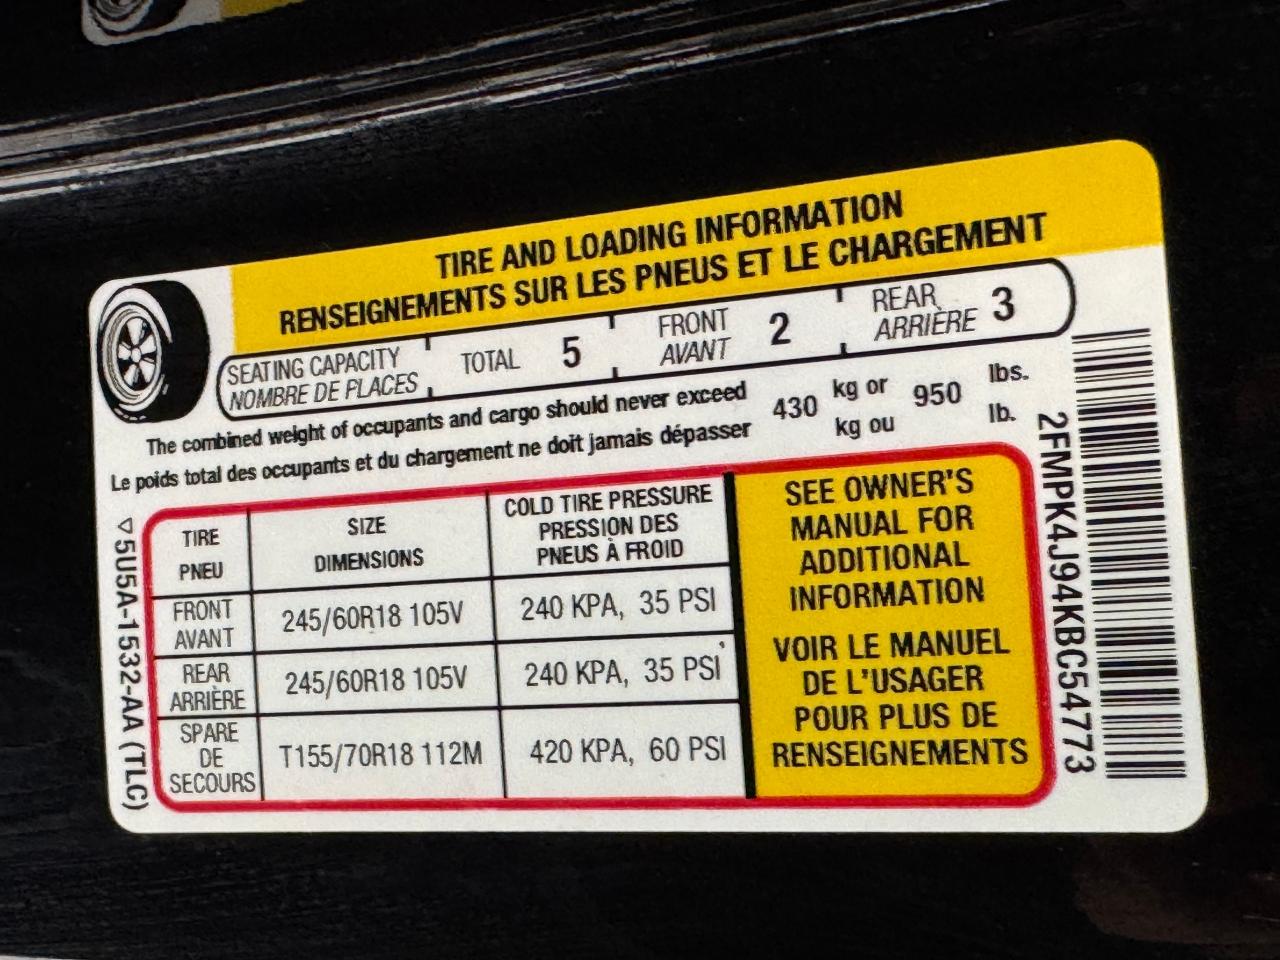 TIRE AND LOADING INFORMATION
RENSEIGNEMENTS SUR LES PNEUS ET LE CHARGEMENT
SEATING CAPACITY TOTAL 5 FRONT 2 REAR 3
NOMBRE DE PLACES AVANT ARRIÈRE
The combined weight of occupants and cargo should never exceed 430 kg or 950 lbs.
Le poids total des occupants et du chargement ne doit jamais dépasser kg ou lb.
TIRE SIZE COLD TIRE PRESSURE
PNEU DIMENSIONS PRESSION DES
PNEUS À FROID
FRONT
AVANT 245/60R18 105V 240 KPA, 35 PSI
REAR
ARRIÈRE 245/60R18 105V 240 KPA, 35 PSI
SPARE
DE
SECOURS T155/70R18 112M 420 KPA, 60 PSI
SEE OWNER'S
MANUAL FOR
ADDITIONAL
INFORMATION
VOIR LE MANUEL
DE L'USAGER
POUR PLUS DE
RENSEIGNEMENTS
5U5A-1532-AA (TLC)
2FMPK4J94KBC54773